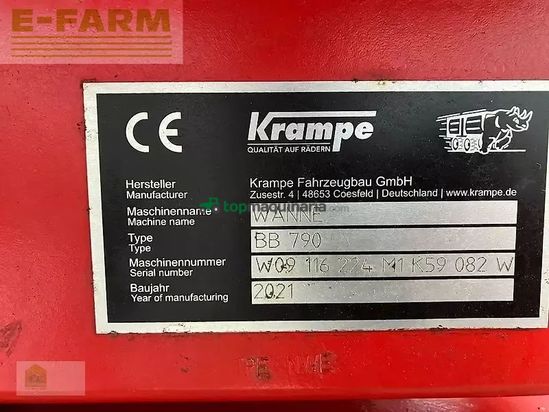 E-FARM
CE
Krampe
QUALITÄT AUF RÄDERN
Hersteller
Manufacturer
Krampe Fahrzeugbau GmbH
Zusestr. 4 | 48653 Coesfeld | Deutschland | www.krampe.de
Maschinenname
Machine name
WANNE
topmaquinaria.com
Type
Type
BB 790
Maschinennummer
Serial number
W09 116 224 M1 K59 082 W
Baujahr
Year of manufacturing
2021